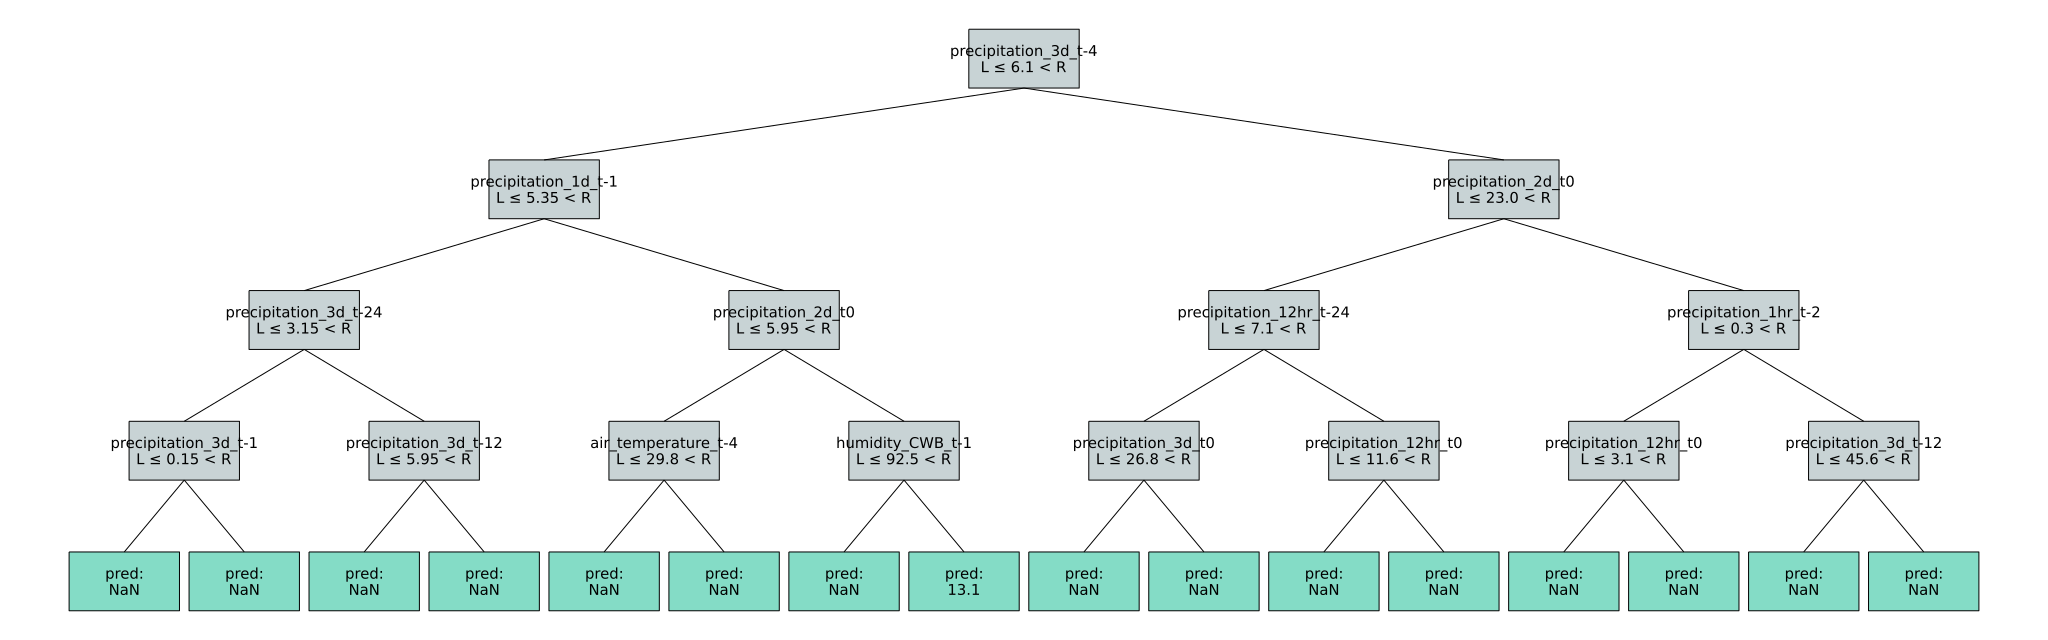 precipitation_3d_t-4
L ≤ 6.1 < R
precipitation_1d_t-1
L ≤ 5.35 < R
precipitation_2d_t0
L ≤ 23.0 < R
precipitation_3d_t-24
L ≤ 3.15 < R
precipitation_2d_t0
L ≤ 5.95 < R
precipitation_12hr_t-24
L ≤ 7.1 < R
precipitation_1hr_t-2
L ≤ 0.3 < R
precipitation_3d_t-1
L ≤ 0.15 < R
precipitation_3d_t-12
L ≤ 5.95 < R
air_temperature_t-4
L ≤ 29.8 < R
humidity_CWB_t-1
L ≤ 92.5 < R
precipitation_3d_t0
L ≤ 26.8 < R
precipitation_12hr_t0
L ≤ 11.6 < R
precipitation_12hr_t0
L ≤ 3.1 < R
precipitation_3d_t-12
L ≤ 45.6 < R
pred:
NaN
pred:
NaN
pred:
NaN
pred:
NaN
pred:
NaN
pred:
NaN
pred:
NaN
pred:
13.1
pred:
NaN
pred:
NaN
pred:
NaN
pred:
NaN
pred:
NaN
pred:
NaN
pred:
NaN
pred:
NaN